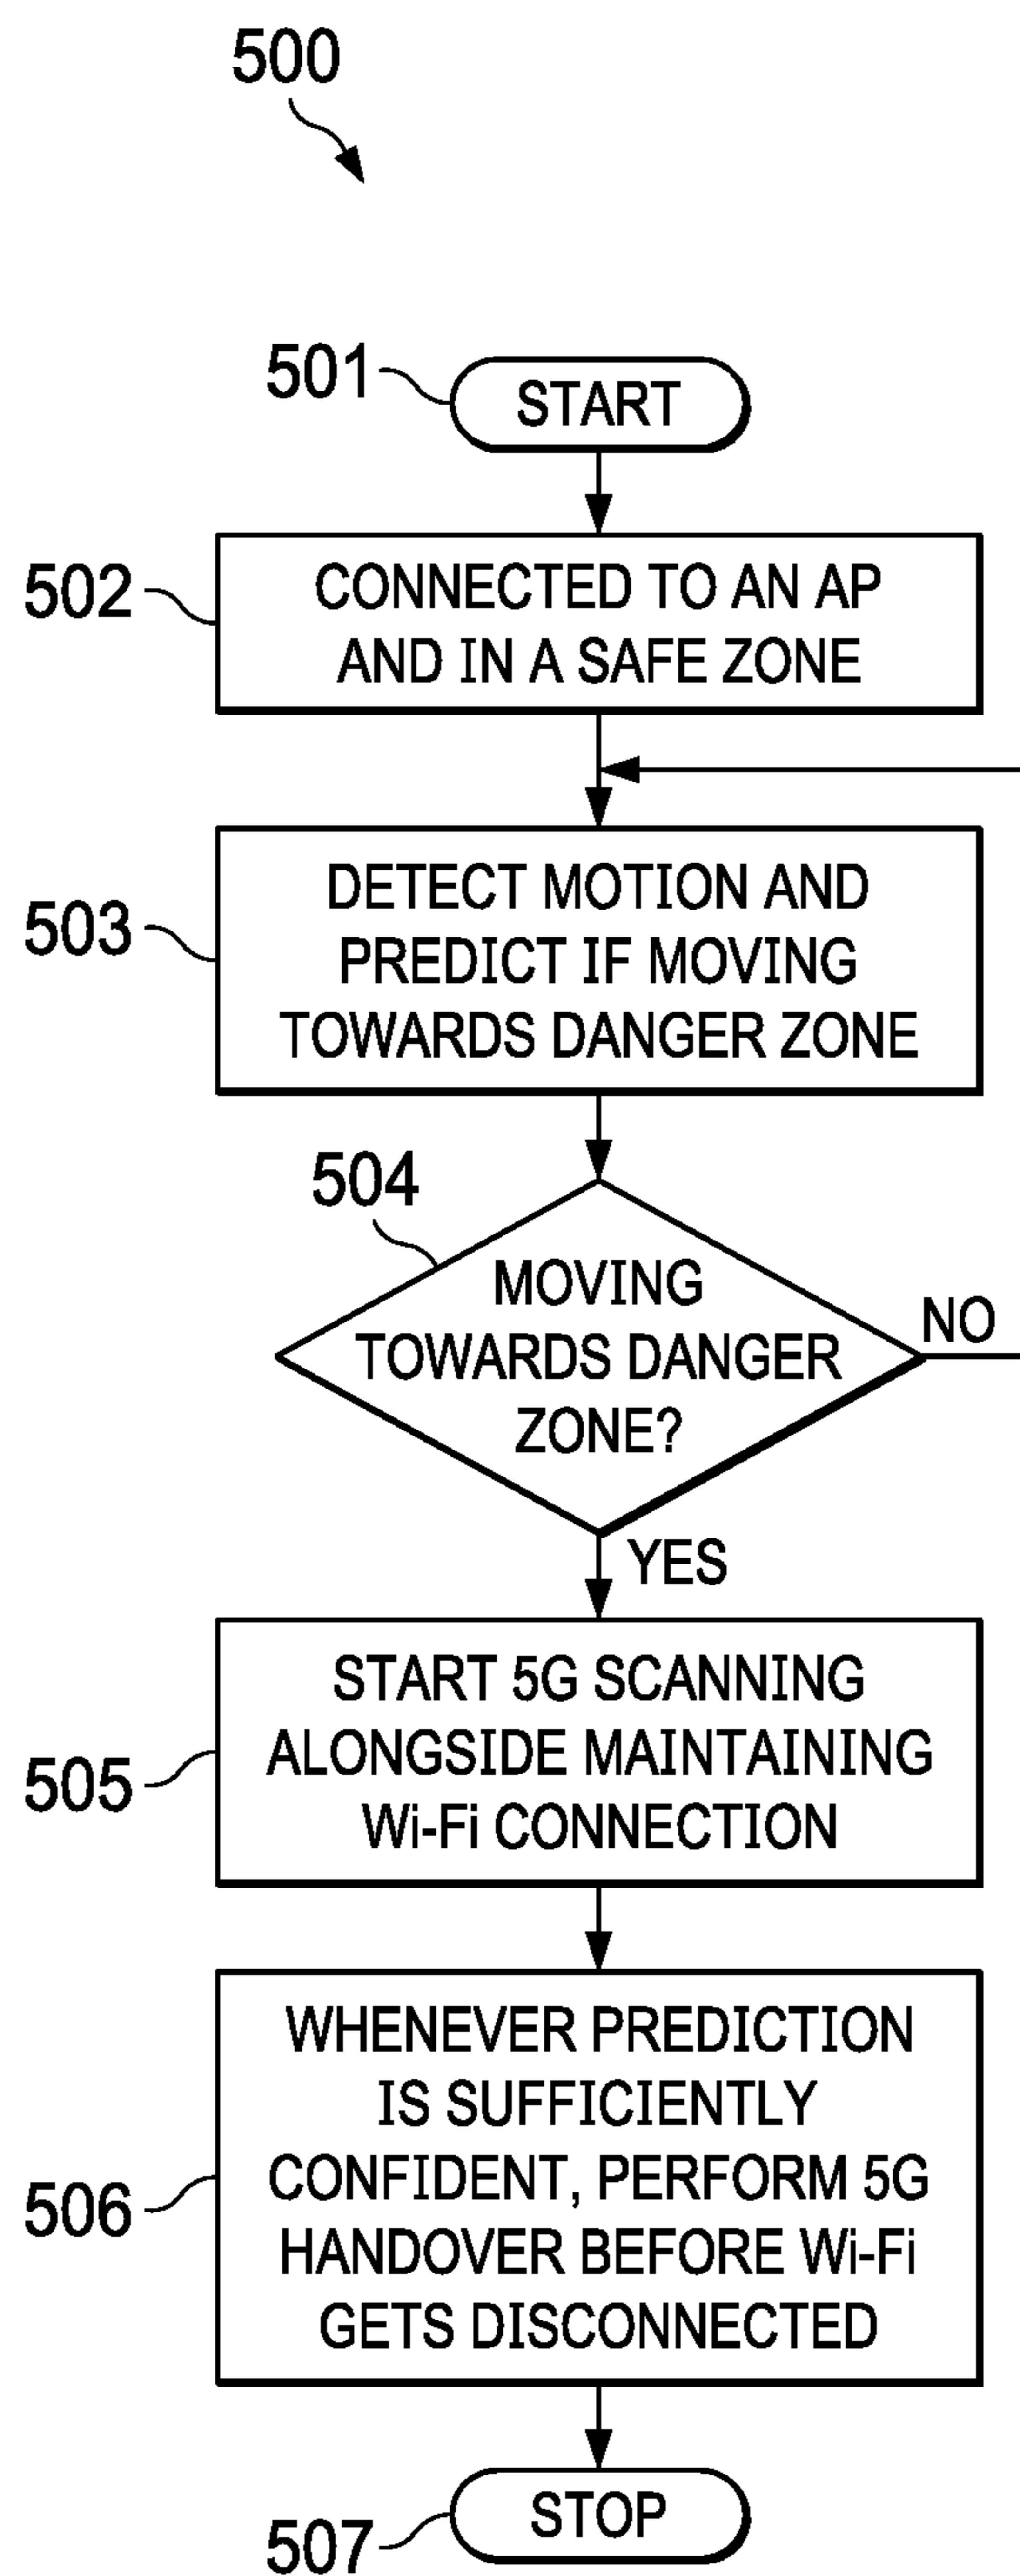 500
501
START
502
CONNECTED TO AN AP
AND IN A SAFE ZONE
503
DETECT MOTION AND
PREDICT IF MOVING
TOWARDS DANGER ZONE
504
MOVING
TOWARDS DANGER
ZONE?
NO
YES
505
START 5G SCANNING
ALONGSIDE MAINTAINING
Wi-Fi CONNECTION
506
WHENEVER PREDICTION
IS SUFFICIENTLY
CONFIDENT, PERFORM 5G
HANDOVER BEFORE Wi-Fi
GETS DISCONNECTED
507
STOP